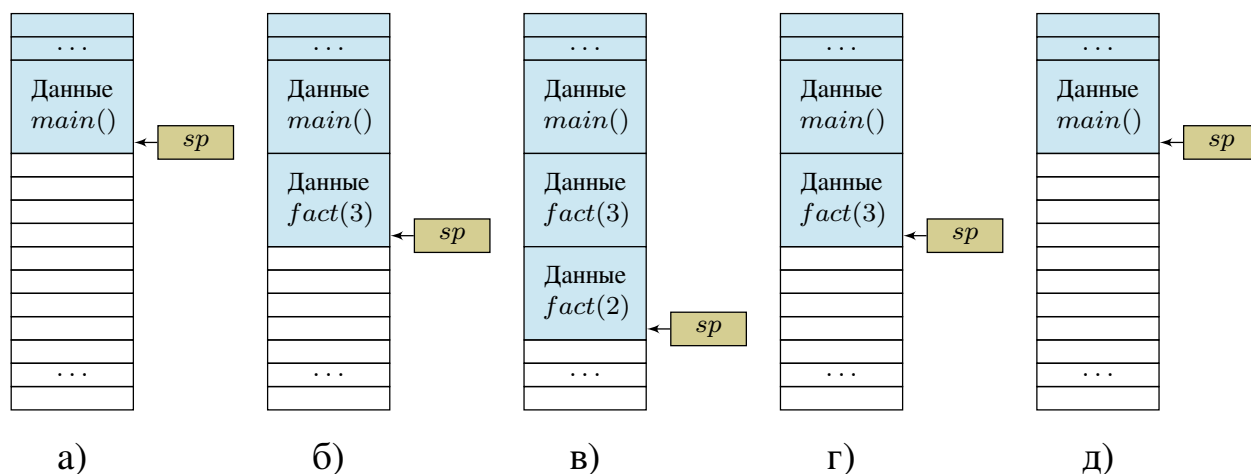 ...
Данные
main()
sp
...
а)
...
Данные
main()
Данные
fact(3)
sp
...
б)
...
Данные
main()
Данные
fact(3)
Данные
fact(2)
sp
...
в)
...
Данные
main()
Данные
fact(3)
sp
...
г)
...
Данные
main()
sp
...
д)